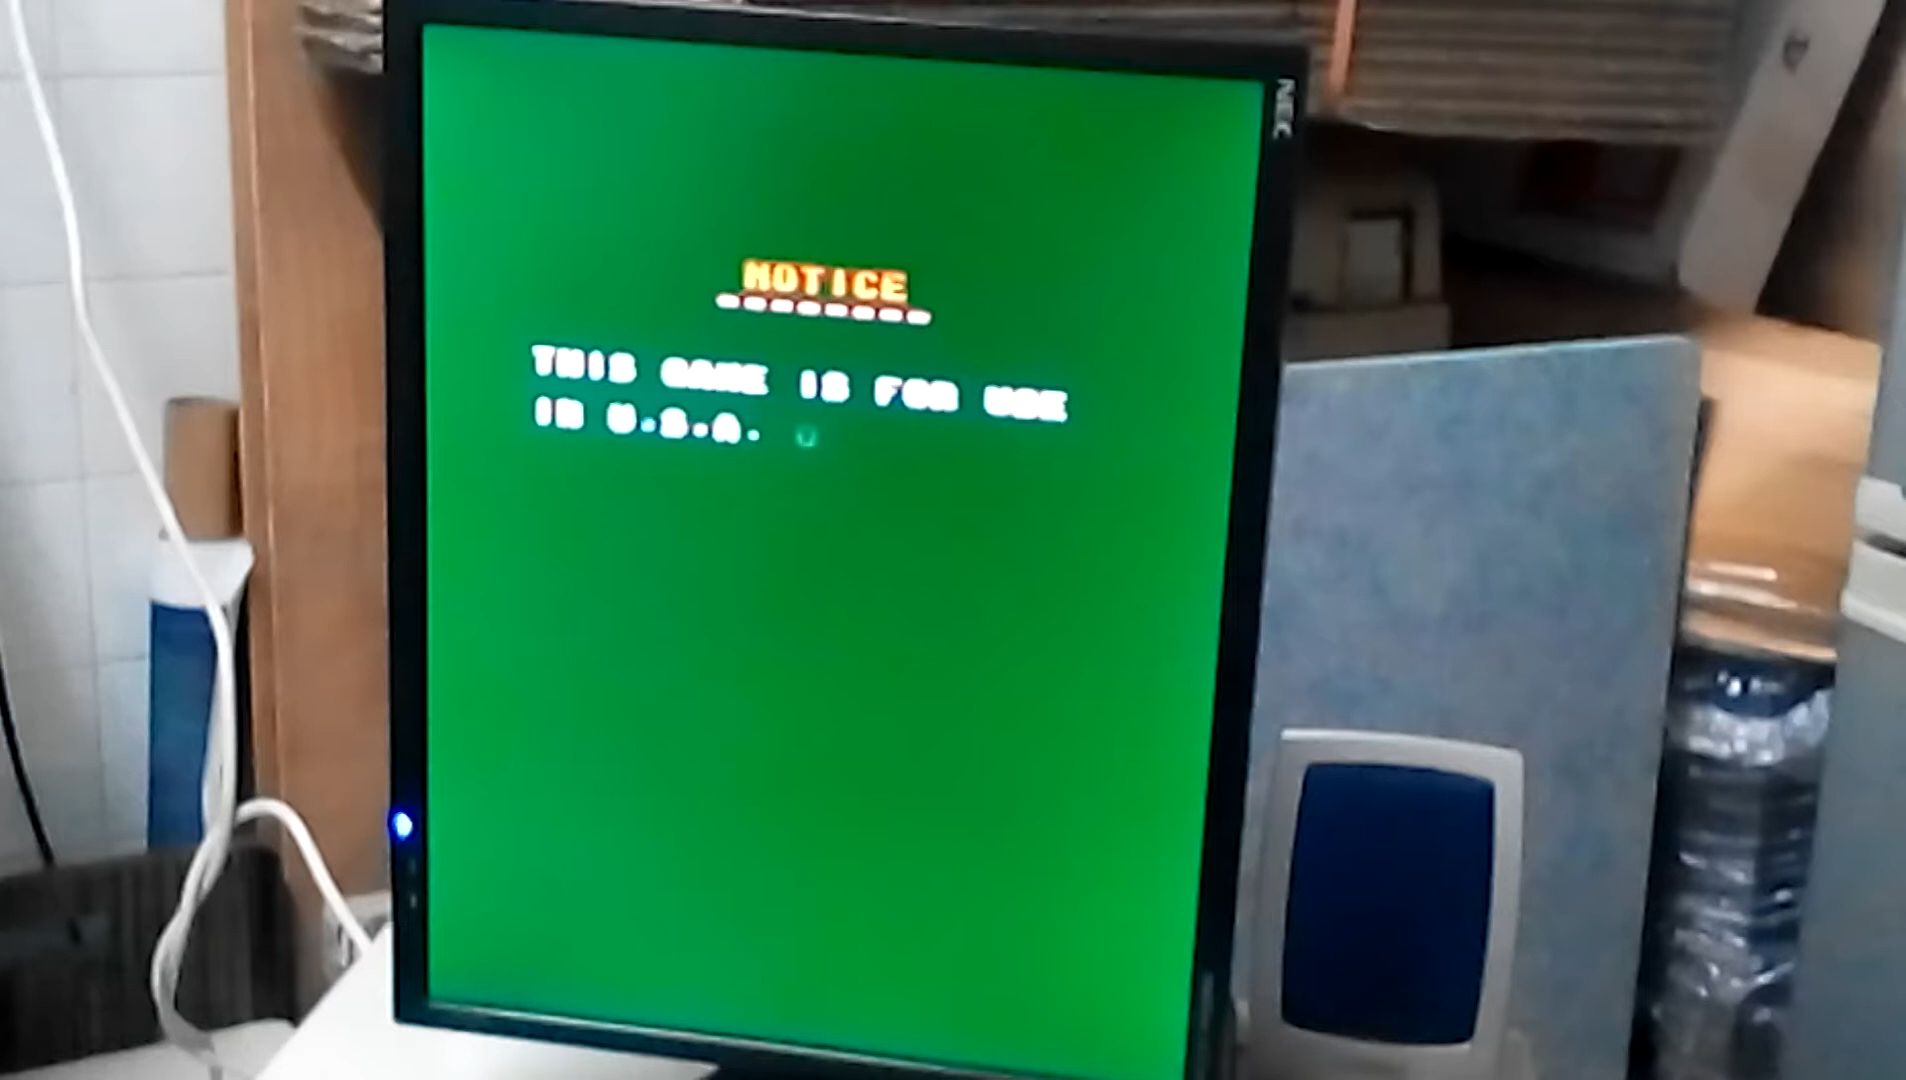 NOTICE
--------
THIS GAME IS FOR USE
IN U.S.A.
NEC